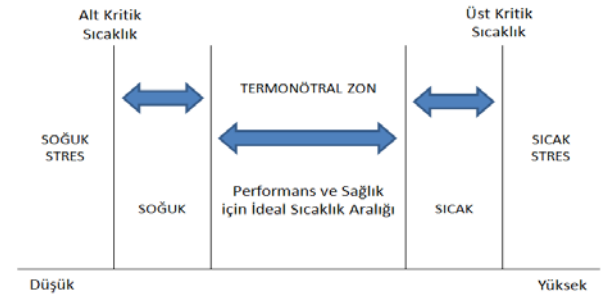 Alt Kritik
Sıcaklık
Üst Kritik
Sıcaklık
TERMONÖTRAL ZON
SOĞUK
STRES
SICAK
STRES
SOĞUK
Performans ve Sağlık
için İdeal Sıcaklık Aralığı
SICAK
Düşük
Yüksek